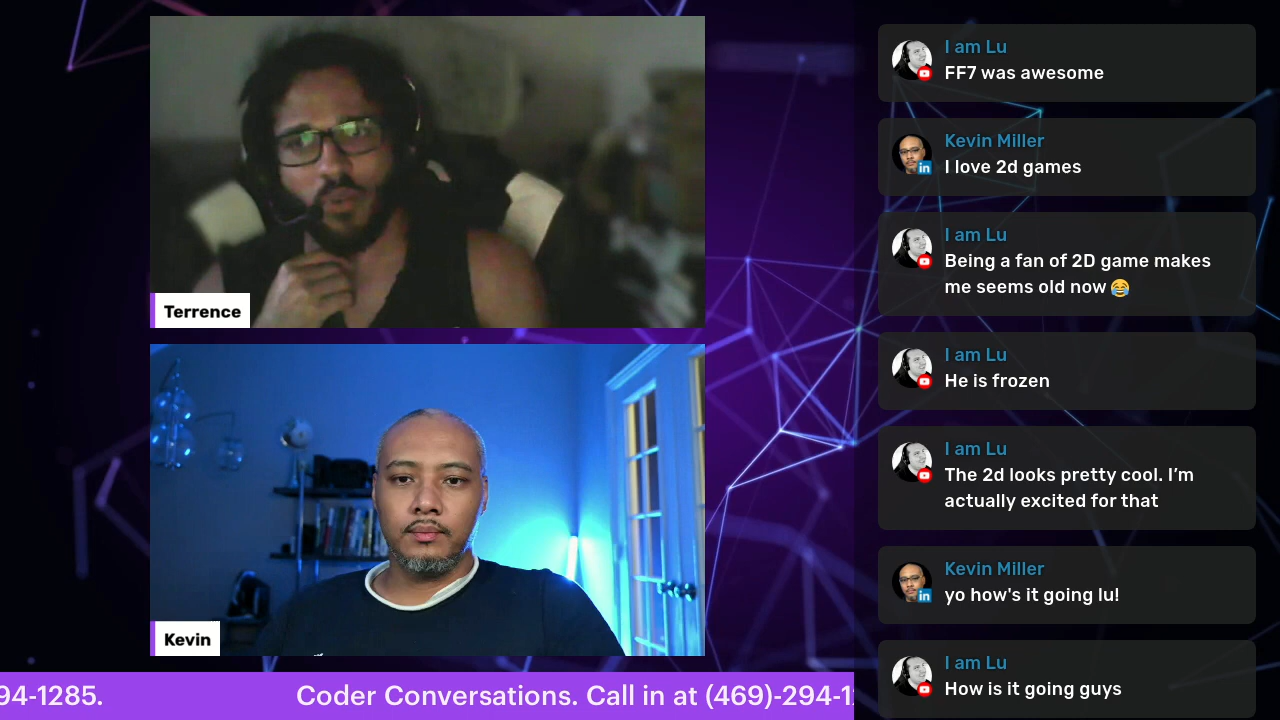 Terrence
Kevin
94-1285.
Coder Conversations. Call in at (469)-294-1
I am Lu
FF7 was awesome
Kevin Miller
I love 2d games
I am Lu
Being a fan of 2D game makes
me seems old now 😂
I am Lu
He is frozen
I am Lu
The 2d looks pretty cool. I’m
actually excited for that
Kevin Miller
yo how's it going lu!
I am Lu
How is it going guys